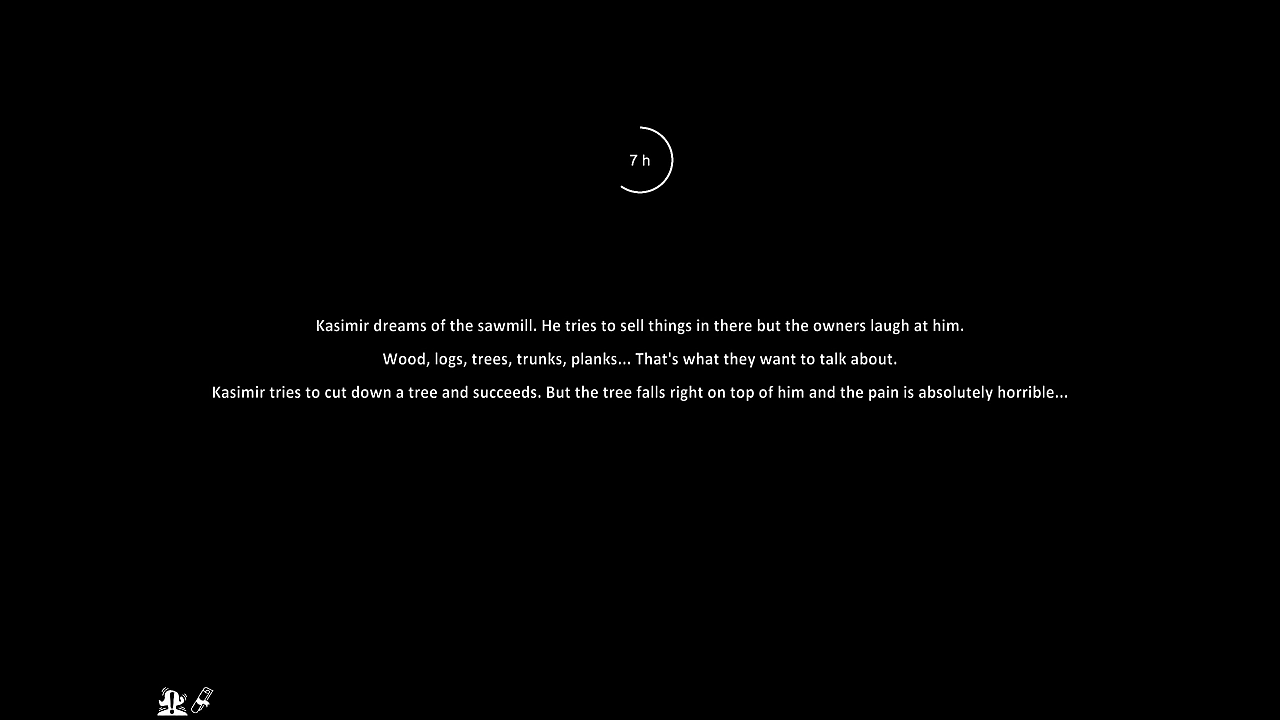 7 h
Kasimir dreams of the sawmill. He tries to sell things in there but the owners laugh at him.
Wood, logs, trees, trunks, planks... That's what they want to talk about.
Kasimir tries to cut down a tree and succeeds. But the tree falls right on top of him and the pain is absolutely horrible...